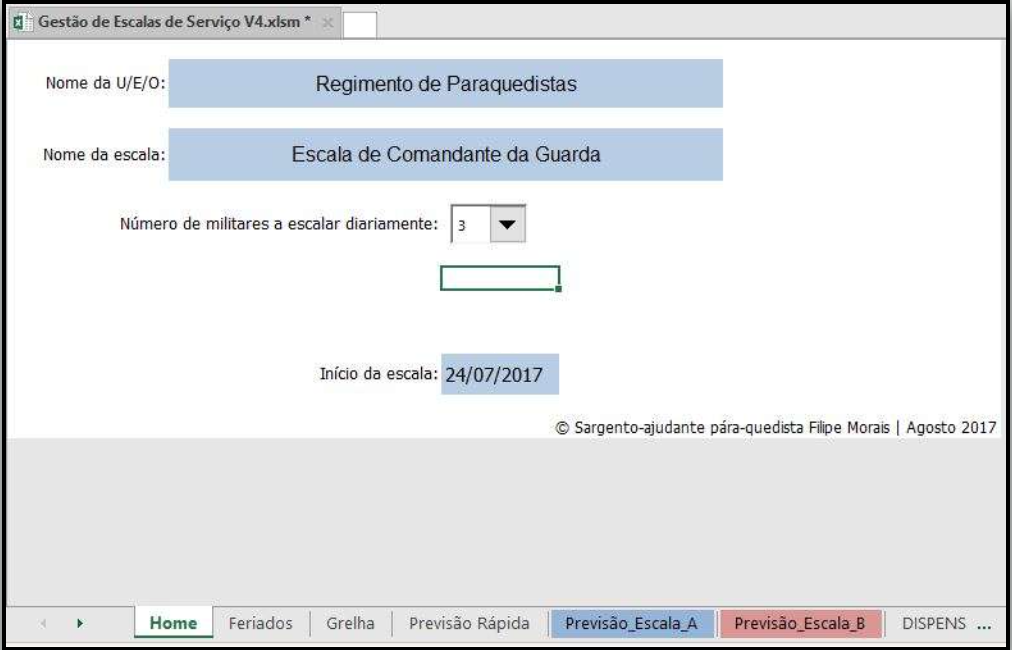 Gestão de Escalas de Serviço V4.xlsm *
Nome da U/E/O: Regimento de Paraquedistas
Nome da escala: Escala de Comandante da Guarda
Número de militares a escalar diariamente: 3
Início da escala: 24/07/2017
© Sargento-ajudante pára-quedista Filipe Morais | Agosto 2017
Home Feriados Grelha Previsão Rápida Previsão_Escala_A Previsão_Escala_B DISPENS ...